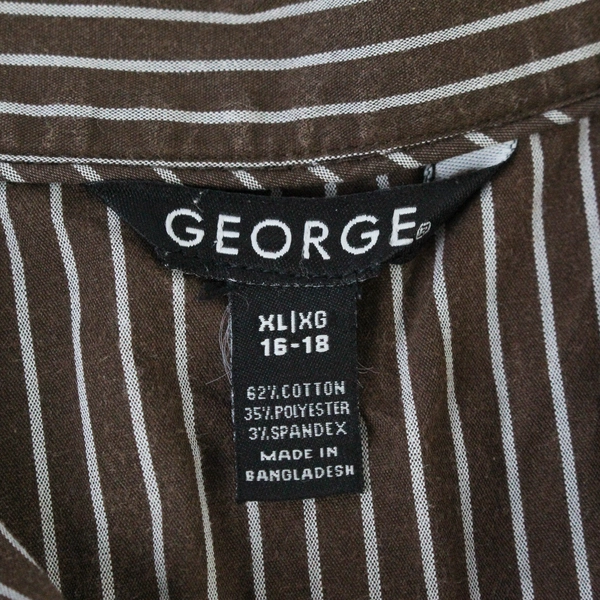 GEORGE
XL|XG
16-18
62% COTTON
35% POLYESTER
3% SPANDEX
MADE IN
BANGLADESH